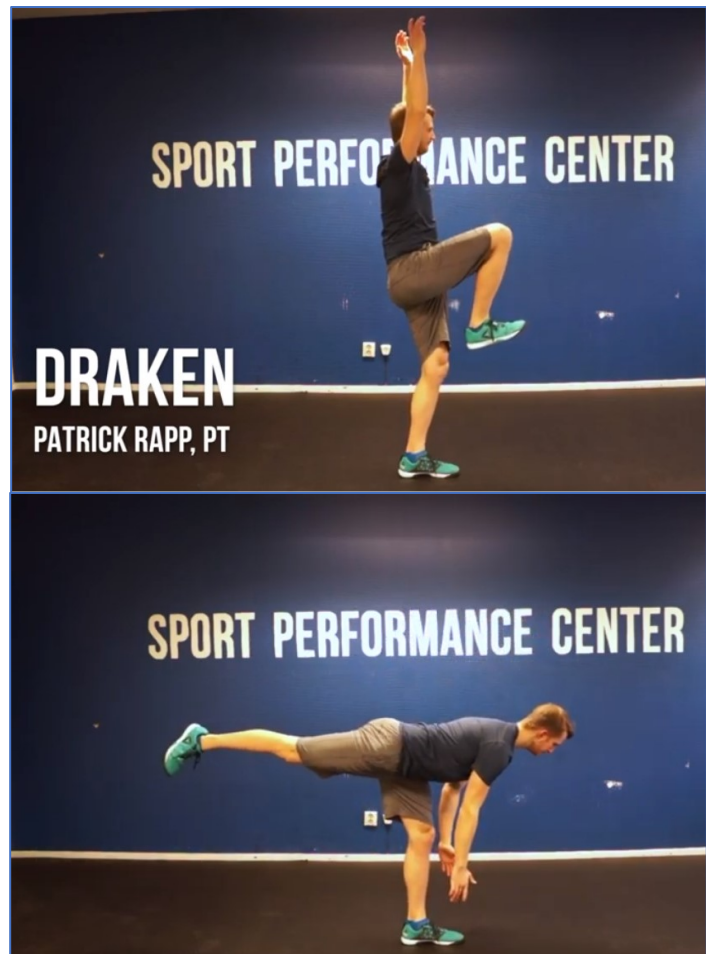 SPORT PERFORMANCE CENTER
DRAKEN
PATRICK RAPP, PT
SPORT PERFORMANCE CENTER